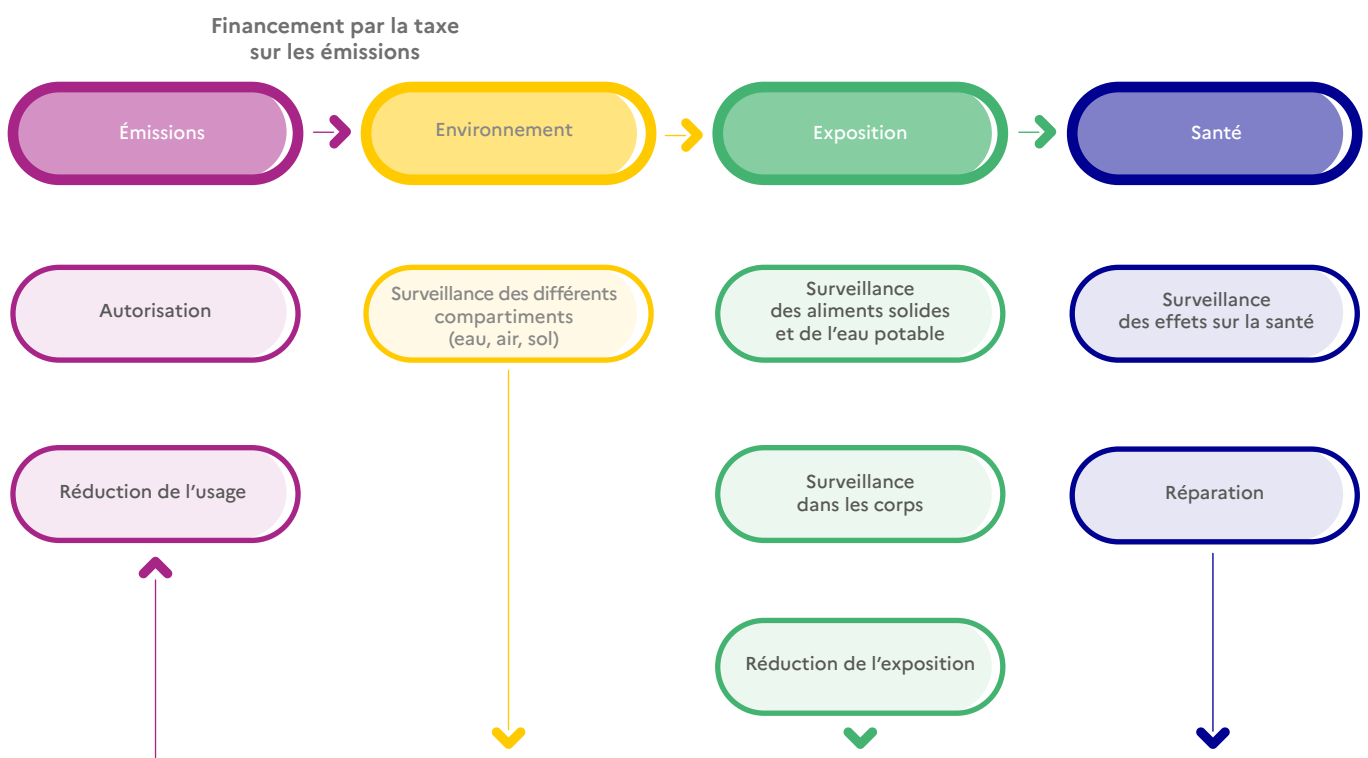 Financement par la taxe
sur les émissions
Émissions
Environnement
Exposition
Santé
Autorisation
Surveillance des différents
compartiments
(eau, air, sol)
Surveillance
des aliments solides
et de l'eau potable
Surveillance
des effets sur la santé
Réduction de l'usage
Surveillance
dans les corps
Réparation
Réduction de l'exposition